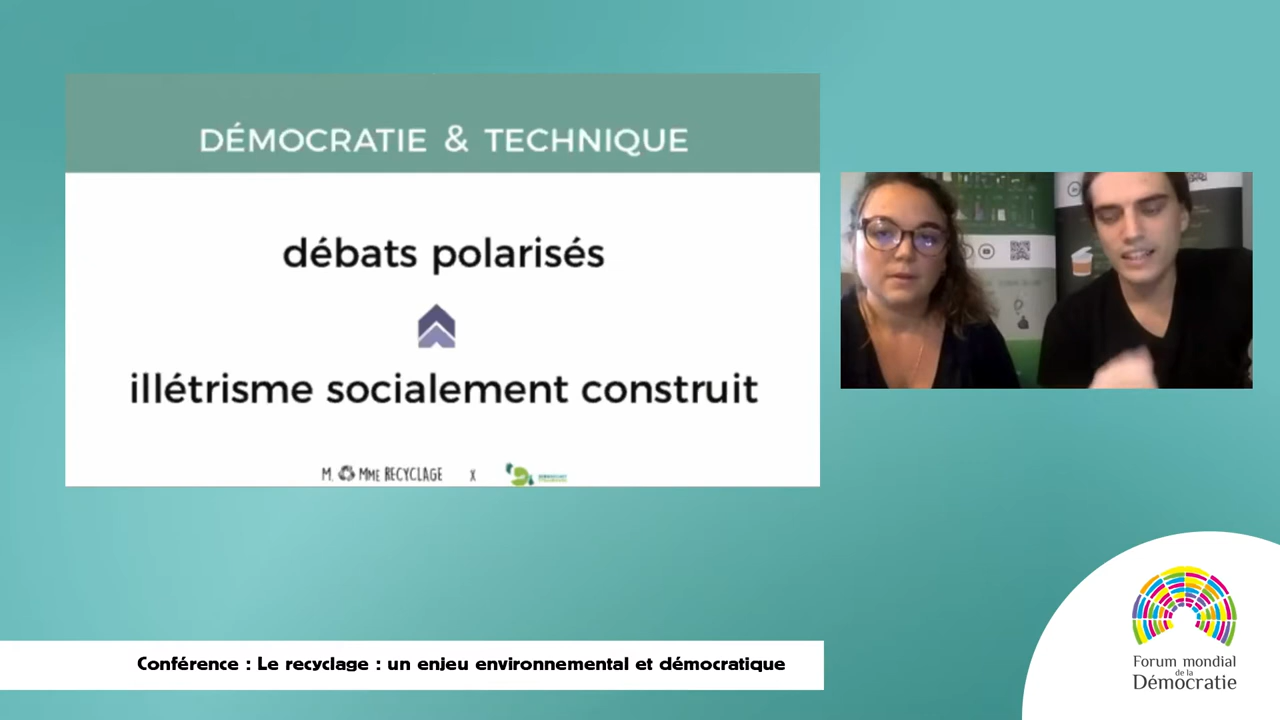 DÉMOCRATIE & TECHNIQUE
débats polarisés
illétrisme socialement construit
M. MME RECYCLAGE X
Conférence : Le recyclage : un enjeu environnemental et démocratique
Forum mondial
de la
Démocratie